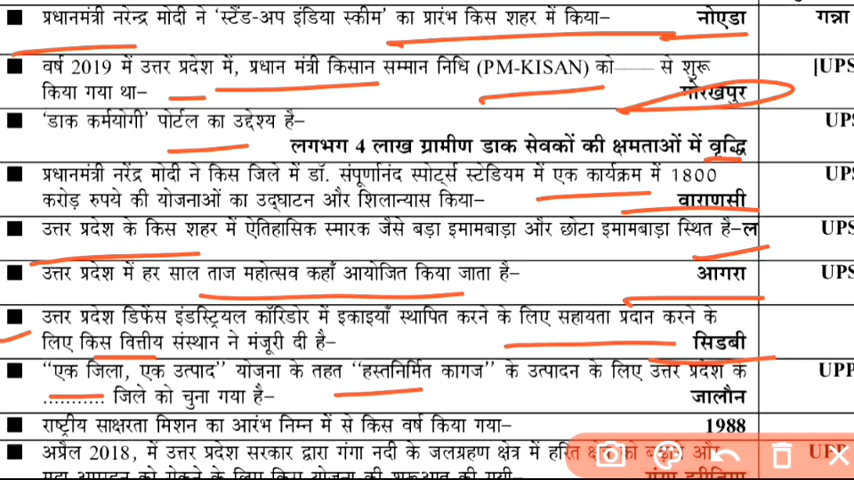 ■ प्रधानमंत्री नरेन्द्र मोदी ने ‘स्टैंड-अप इंडिया स्कीम’ का प्रारंभ किस शहर में किया– नोएडा गन्ना
■ वर्ष 2019 में उत्तर प्रदेश में, प्रधान मंत्री किसान सम्मान निधि (PM-KISAN) को—— से शुरू [UPS
किया गया था– गोरखपुर
■ ‘डाक कर्मयोगी’ पोर्टल का उद्देश्य है– UPS
लगभग 4 लाख ग्रामीण डाक सेवकों की क्षमताओं में वृद्धि
■ प्रधानमंत्री नरेंद्र मोदी ने किस जिले में डॉ. संपूर्णानंद स्पोर्ट्स स्टेडियम में एक कार्यक्रम में 1800 UPS
करोड़ रुपये की योजनाओं का उद्घाटन और शिलान्यास किया– वाराणसी
■ उत्तर प्रदेश के किस शहर में ऐतिहासिक स्मारक जैसे बड़ा इमामबाड़ा और छोटा इमामबाड़ा स्थित है–ल UPS
■ उत्तर प्रदेश में हर साल ताज महोत्सव कहाँ आयोजित किया जाता है– आगरा UPS
■ उत्तर प्रदेश डिफेंस इंडस्ट्रियल कॉरिडोर में इकाइयाँ स्थापित करने के लिए सहायता प्रदान करने के
लिए किस वित्तीय संस्थान ने मंजूरी दी है– सिडबी
■ “एक जिला, एक उत्पाद” योजना के तहत “हस्तनिर्मित कागज” के उत्पादन के लिए उत्तर प्रदेश के UPP
........... जिले को चुना गया है– जालौन
■ राष्ट्रीय साक्षरता मिशन का आरंभ निम्न में से किस वर्ष किया गया– 1988
■ अप्रैल 2018, में उत्तर प्रदेश सरकार द्वारा गंगा नदी के जलग्रहण क्षेत्र में हरित क्षेत्र को बढ़ाने और UPP